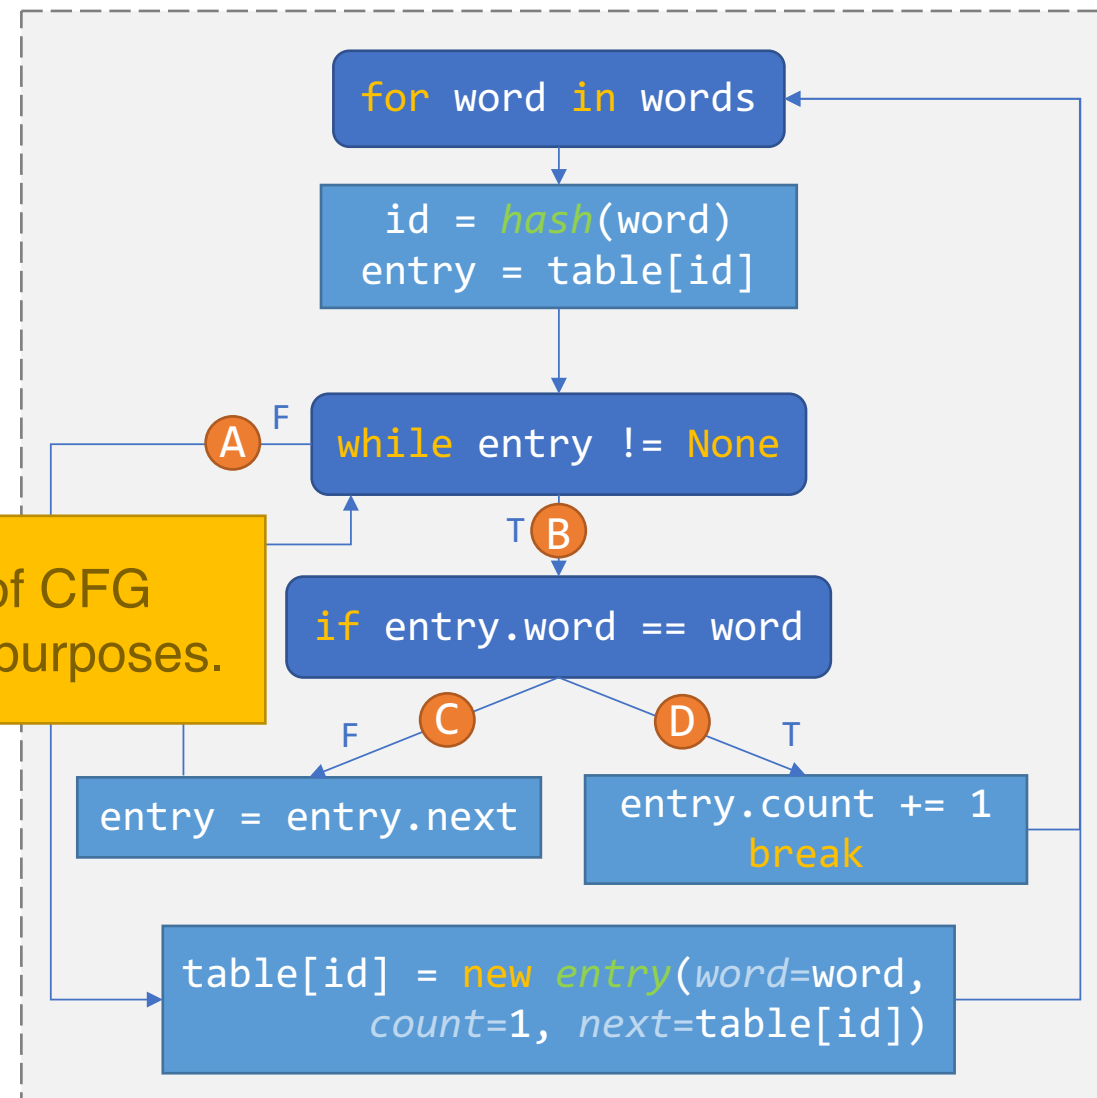 for word in words
id = hash(word)
entry = table[id]
F
A
while entry != None
T
B
of CFG
purposes.
if entry.word == word
C
D
F
T
entry = entry.next
entry.count += 1
break
table[id] = new entry(word=word,
count=1, next=table[id])